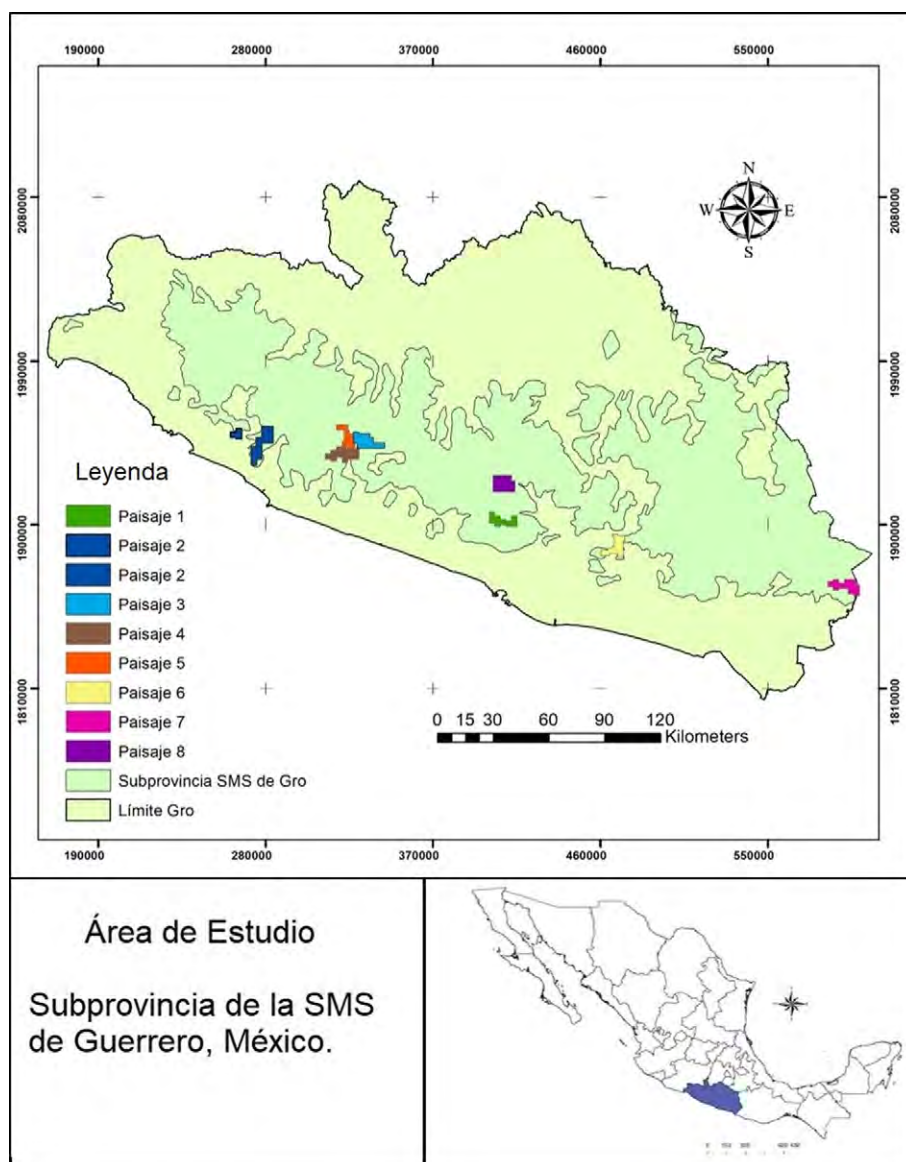 190000 280000 370000 460000 550000
N
W E
S
2080000 2080000
1990000 1990000
1900000 1900000
1810000 1810000
Leyenda
Paisaje 1
Paisaje 2
Paisaje 2
Paisaje 3
Paisaje 4
Paisaje 5
Paisaje 6
Paisaje 7
Paisaje 8
Subprovincia SMS de Gro
Límite Gro
0 15 30 60 90 120
Kilometers
190000 280000 370000 460000 550000
Área de Estudio
Subprovincia de la SMS
de Guerrero, México.